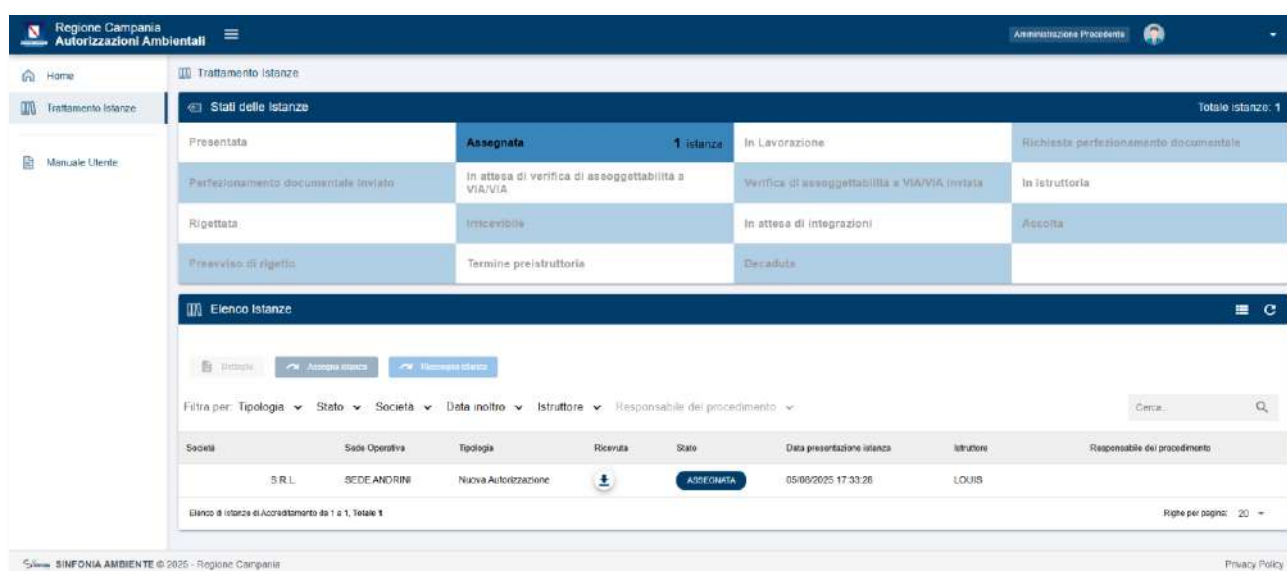 Regione Campania
Autorizzazioni Ambientali
Amministrazione Procedente
Home
Trattamento Istanze
Manuale Utente
Trattamento Istanze
Stati delle Istanze
Totale istanze: 1
Presentata
Assegnata
1 istanza
In Lavorazione
Richiesta perfezionamento documentale
Perfezionamento documentale inviato
In attesa di verifica di assoggettabilità a
VIA/VIA
Verifica di assoggettabilità a VIA/VIA inviata
In istruttoria
Rigettata
Irricevibile
In attesa di integrazioni
Accolta
Preavviso di rigetto
Termine preistruttoria
Decaduta
Elenco Istanze
Dettaglio
Assegna istanza
Riassegna istanza
Filtra per: Tipologia Stato Società Data inoltro Istruttore Responsabile del procedimento
Cerca...
Società Sede Operativa Tipologia Ricevuta Stato Data presentazione istanza Istruttore Responsabile del procedimento
S.R.L. SEDE ANDRINI Nuova Autorizzazione ASSEGNATA 05/08/2025 17:33:28 LOUIS
Elenco di istanze di Accreditamento da 1 a 1, Totale 1
Righe per pagina: 20
SINFONIA AMBIENTE © 2025 - Regione Campania
Privacy Policy